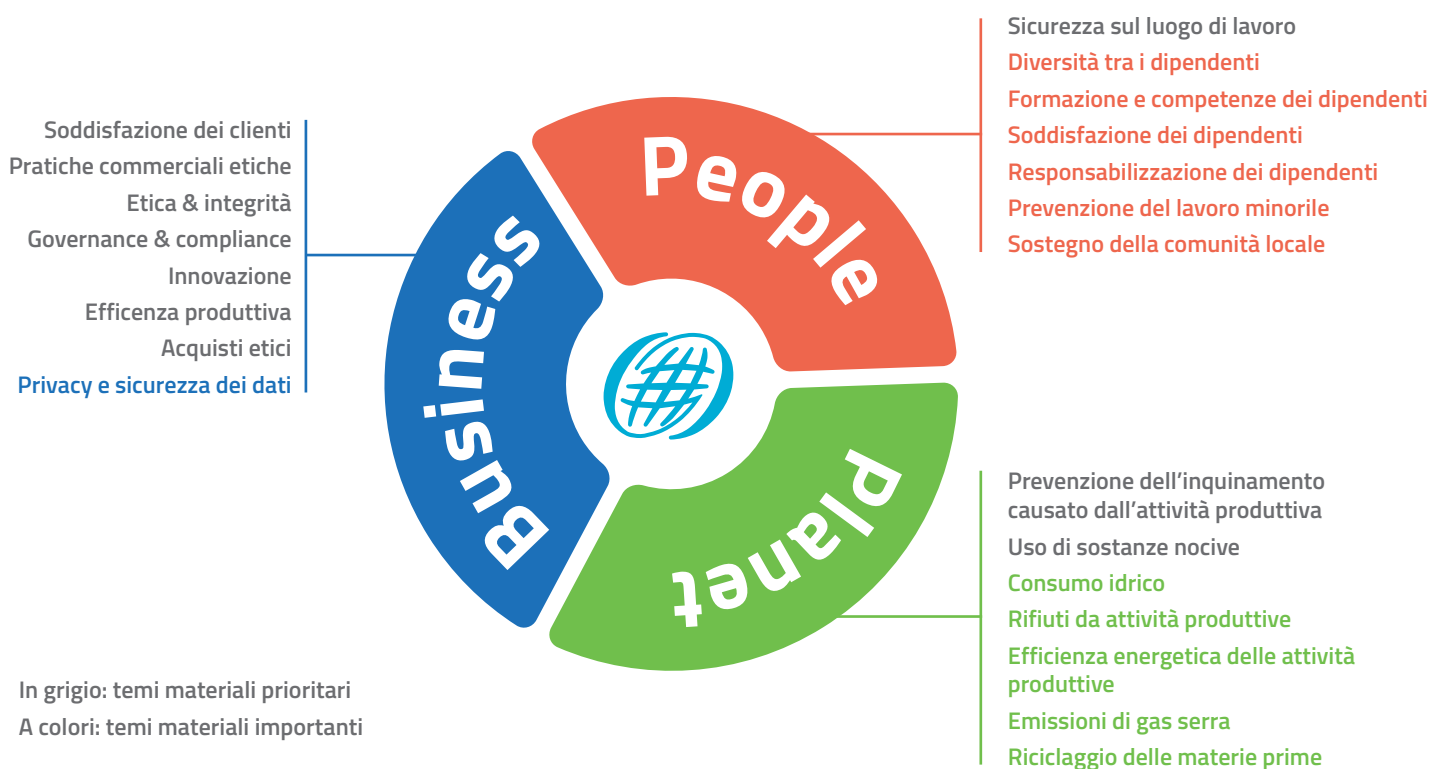 Sicurezza sul luogo di lavoro
Diversità tra i dipendenti
Formazione e competenze dei dipendenti
Soddisfazione dei dipendenti
Responsabilizzazione dei dipendenti
Prevenzione del lavoro minorile
Sostegno della comunità locale
Soddisfazione dei clienti
Pratiche commerciali etiche
Etica & integrità
Governance & compliance
Innovazione
Efficenza produttiva
Acquisti etici
Privacy e sicurezza dei dati
People
Business
Planet
Prevenzione dell’inquinamento
causato dall’attività produttiva
Uso di sostanze nocive
Consumo idrico
Rifiuti da attività produttive
Efficienza energetica delle attività
produttive
Emissioni di gas serra
Riciclaggio delle materie prime
In grigio: temi materiali prioritari
A colori: temi materiali importanti